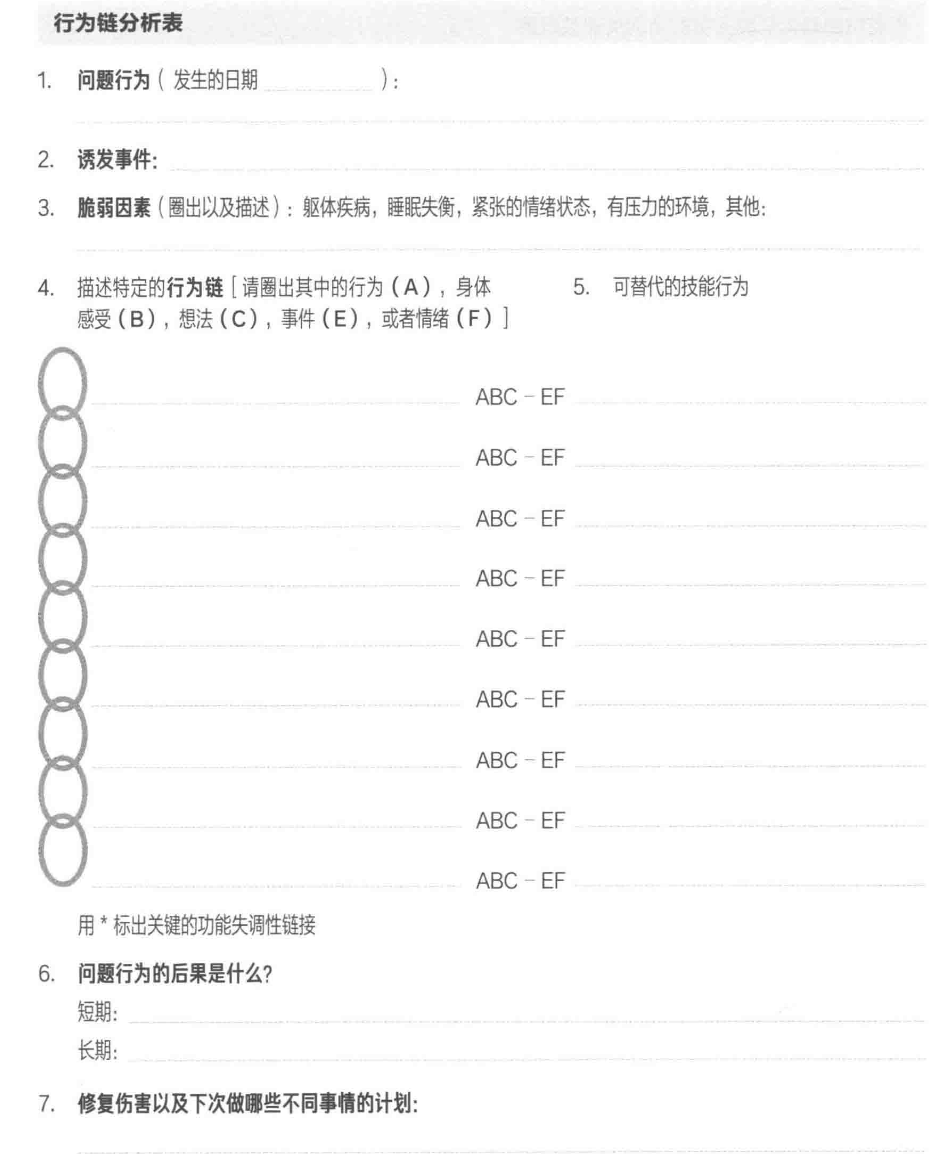 行为链分析表
1. 问题行为（发生的日期 ）:
2. 诱发事件:
3. 脆弱因素（圈出以及描述）: 躯体疾病, 睡眠失衡, 紧张的情绪状态, 有压力的环境, 其他:
4. 描述特定的行为链 [ 请圈出其中的行为 ( A ) , 身体
感受 ( B ) , 想法 ( C ) , 事件 ( E ) , 或者情绪 ( F ) ]
5. 可替代的技能行为
ABC – EF
ABC – EF
ABC – EF
ABC – EF
ABC – EF
ABC – EF
ABC – EF
ABC – EF
ABC – EF
用 * 标出关键的功能失调性链接
6. 问题行为的后果是什么?
短期:
长期:
7. 修复伤害以及下次做哪些不同事情的计划: